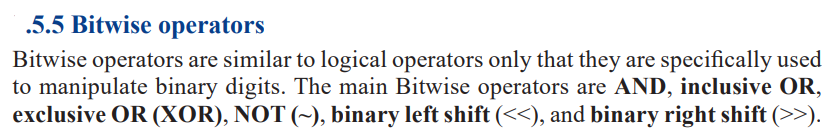 .5.5 Bitwise operators
Bitwise operators are similar to logical operators only that they are specifically used
to manipulate binary digits. The main Bitwise operators are AND, inclusive OR,
exclusive OR (XOR), NOT (~), binary left shift (<<), and binary right shift (>>).